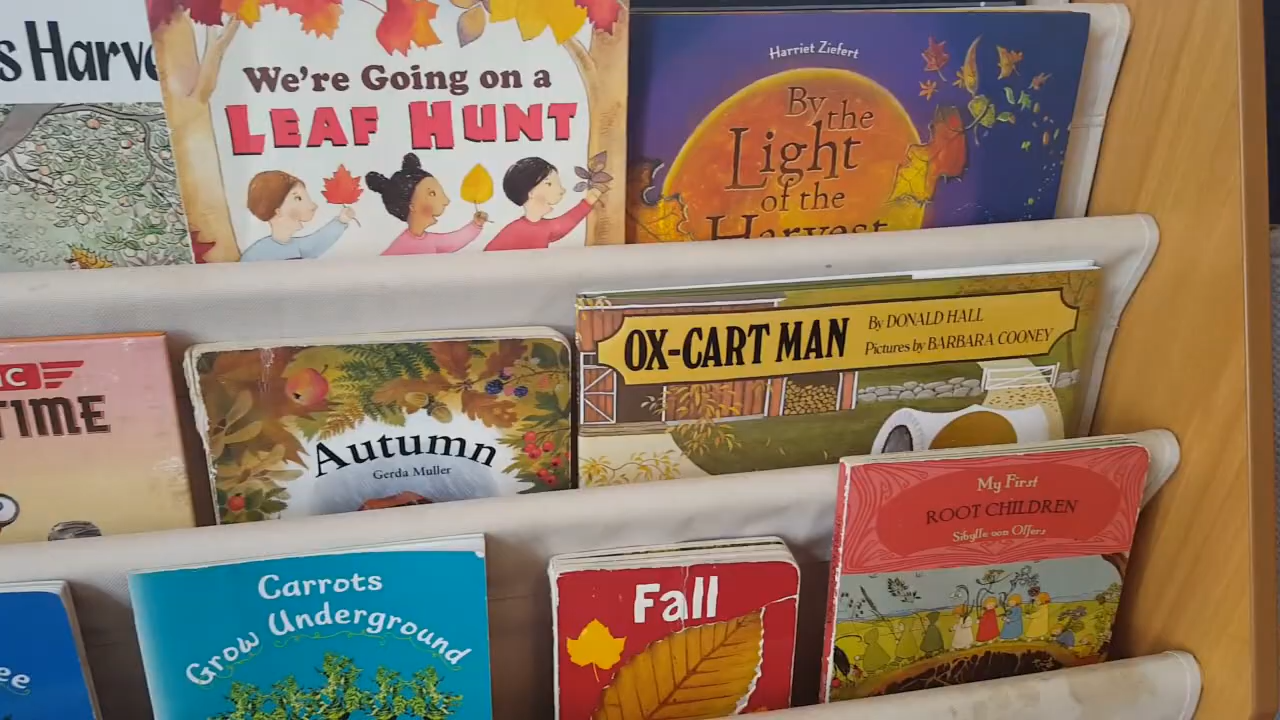 s Harve
We're Going on a
LEAF HUNT
Harriet Ziefert
By the
Light
of the
Harvest
IC
TIME
Autumn
Gerda Muller
OX-CART MAN
By DONALD HALL
Pictures by BARBARA COONEY
My First
ROOT CHILDREN
Sibylle von Olfers
ee
Carrots
Grow Underground
Fall